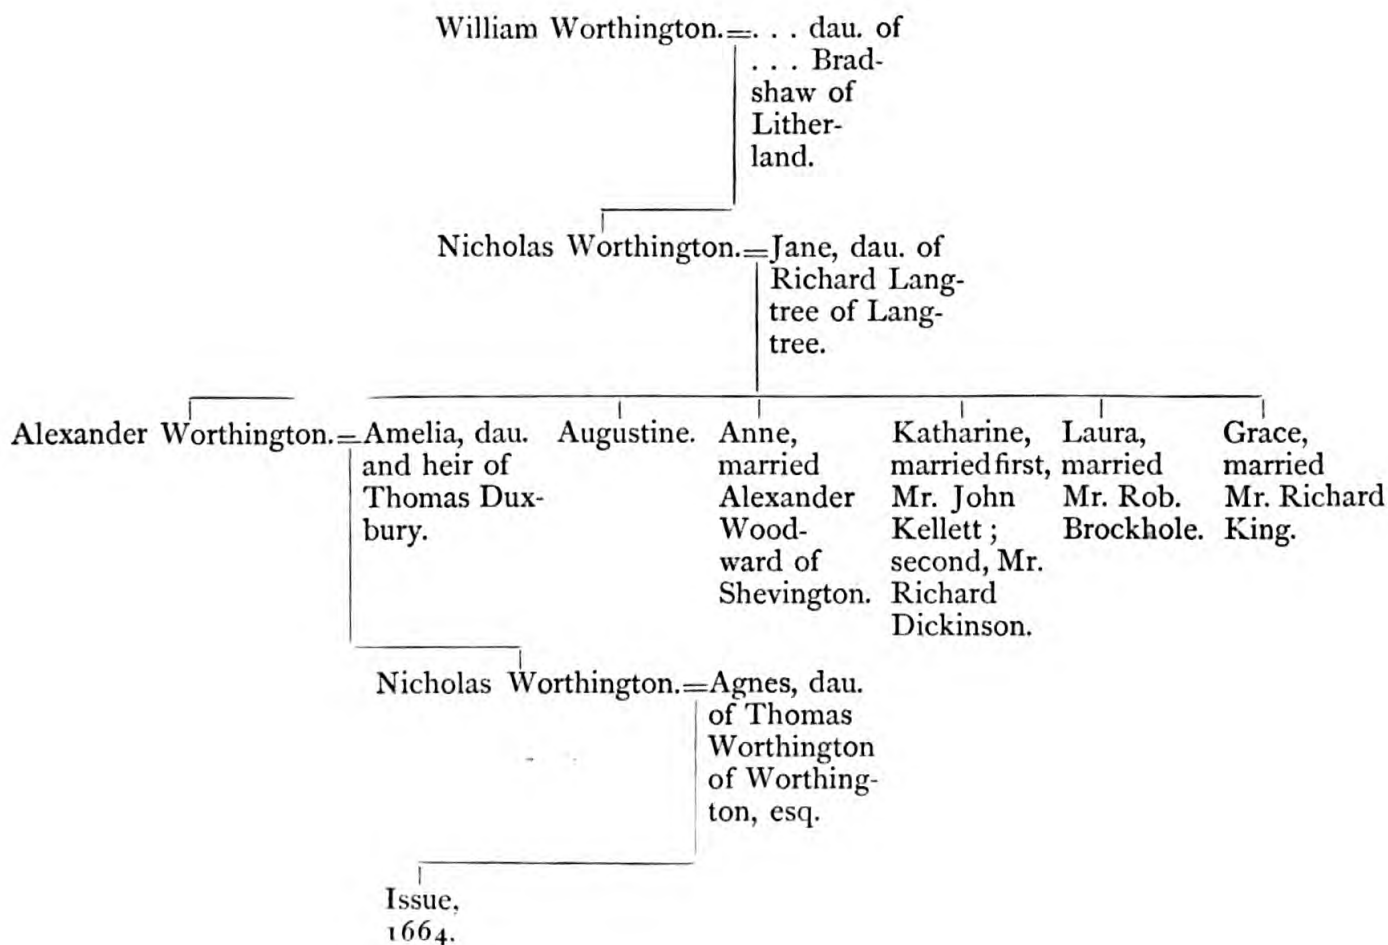 William Worthington.=. . . dau. of
. . . Brad-
shaw of
Lither-
land.
Nicholas Worthington.=Jane, dau. of
Richard Lang-
tree of Lang-
tree.
Alexander Worthington.=Amelia, dau.
and heir of
Thomas Dux-
bury.
Augustine.
Anne,
married
Alexander
Wood-
ward of
Shevington.
Katharine,
married first,
Mr. John
Kellett ;
second, Mr.
Richard
Dickinson.
Laura,
married
Mr. Rob.
Brockhole.
Grace,
married
Mr. Richard
King.
Nicholas Worthington.=Agnes, dau.
of Thomas
Worthington
of Worthing-
ton, esq.
Issue,
1664.